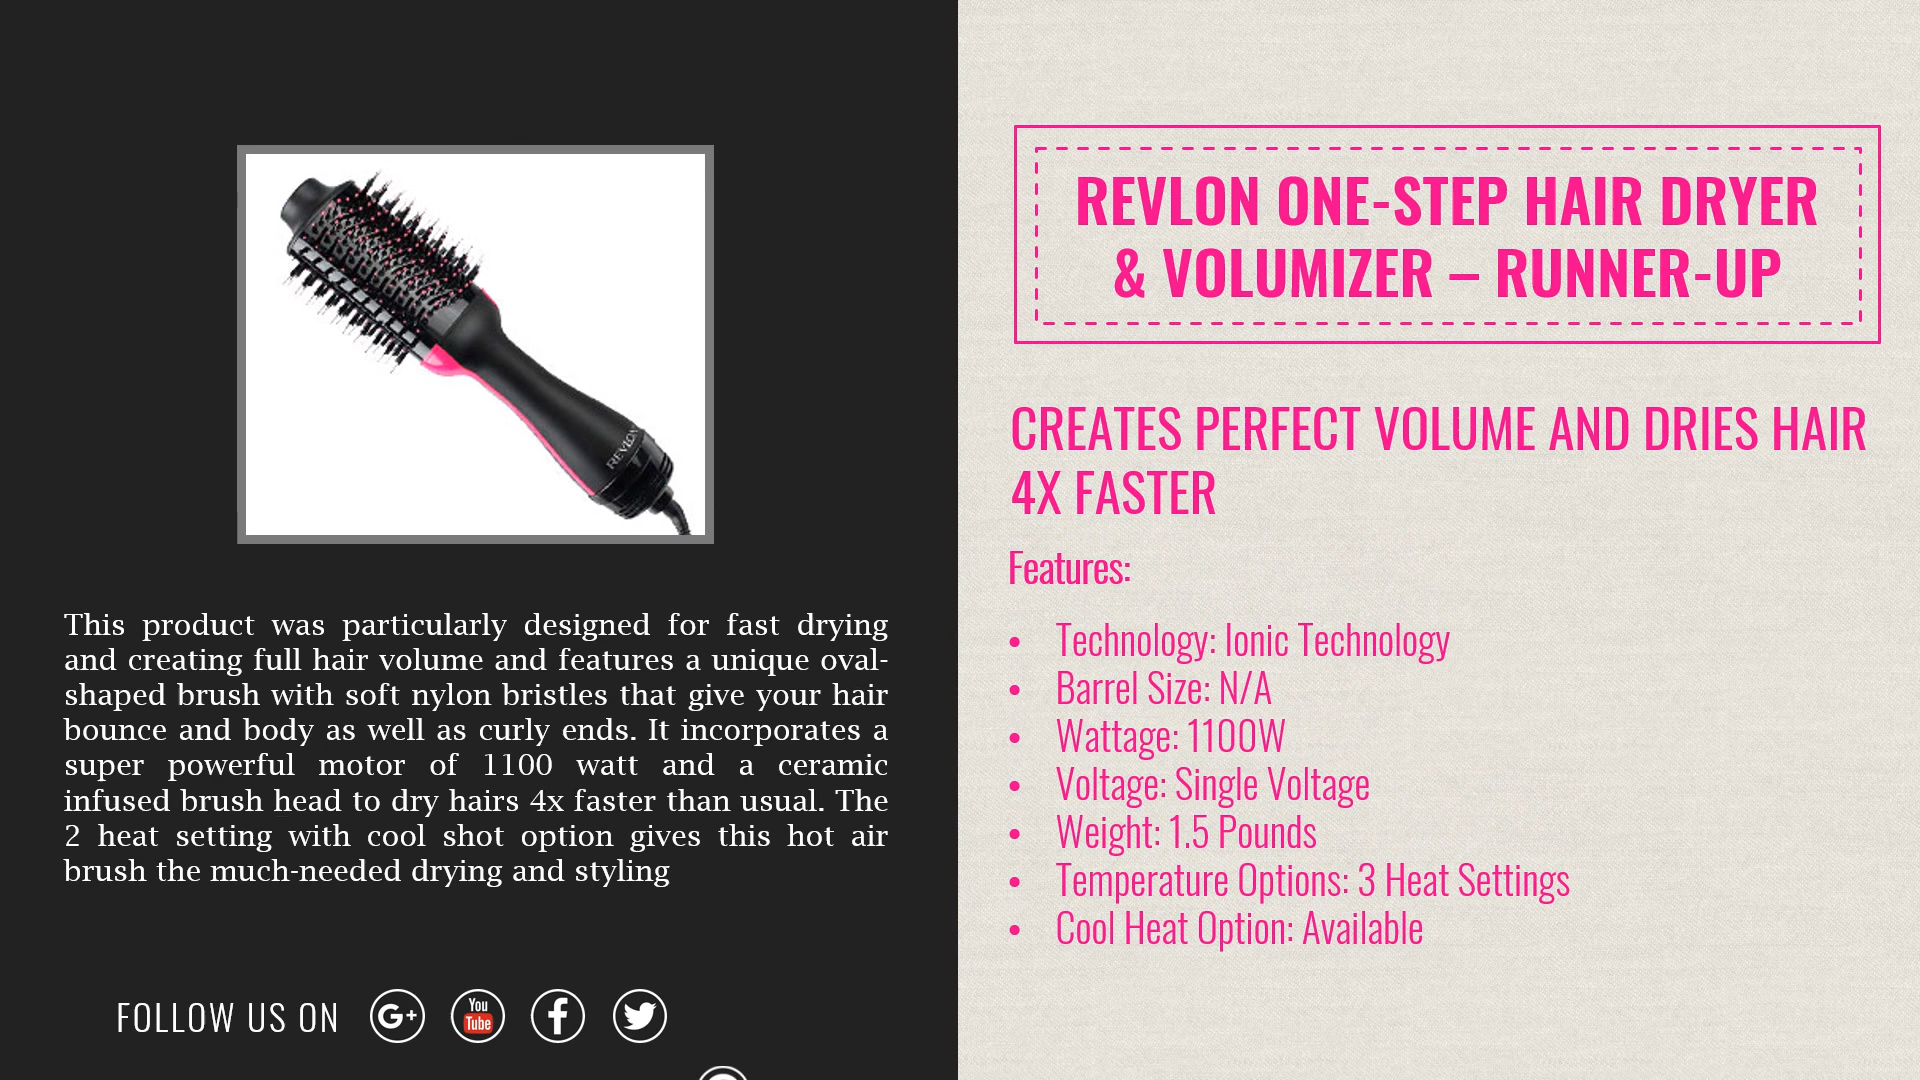 REVLON
This product was particularly designed for fast drying
and creating full hair volume and features a unique oval-
shaped brush with soft nylon bristles that give your hair
bounce and body as well as curly ends. It incorporates a
super powerful motor of 1100 watt and a ceramic
infused brush head to dry hairs 4x faster than usual. The
2 heat setting with cool shot option gives this hot air
brush the much-needed drying and styling
FOLLOW US ON
G+
You
Tube
f
REVLON ONE-STEP HAIR DRYER
& VOLUMIZER – RUNNER-UP
CREATES PERFECT VOLUME AND DRIES HAIR
4X FASTER
Features:
• Technology: Ionic Technology
• Barrel Size: N/A
• Wattage: 1100W
• Voltage: Single Voltage
• Weight: 1.5 Pounds
• Temperature Options: 3 Heat Settings
• Cool Heat Option: Available